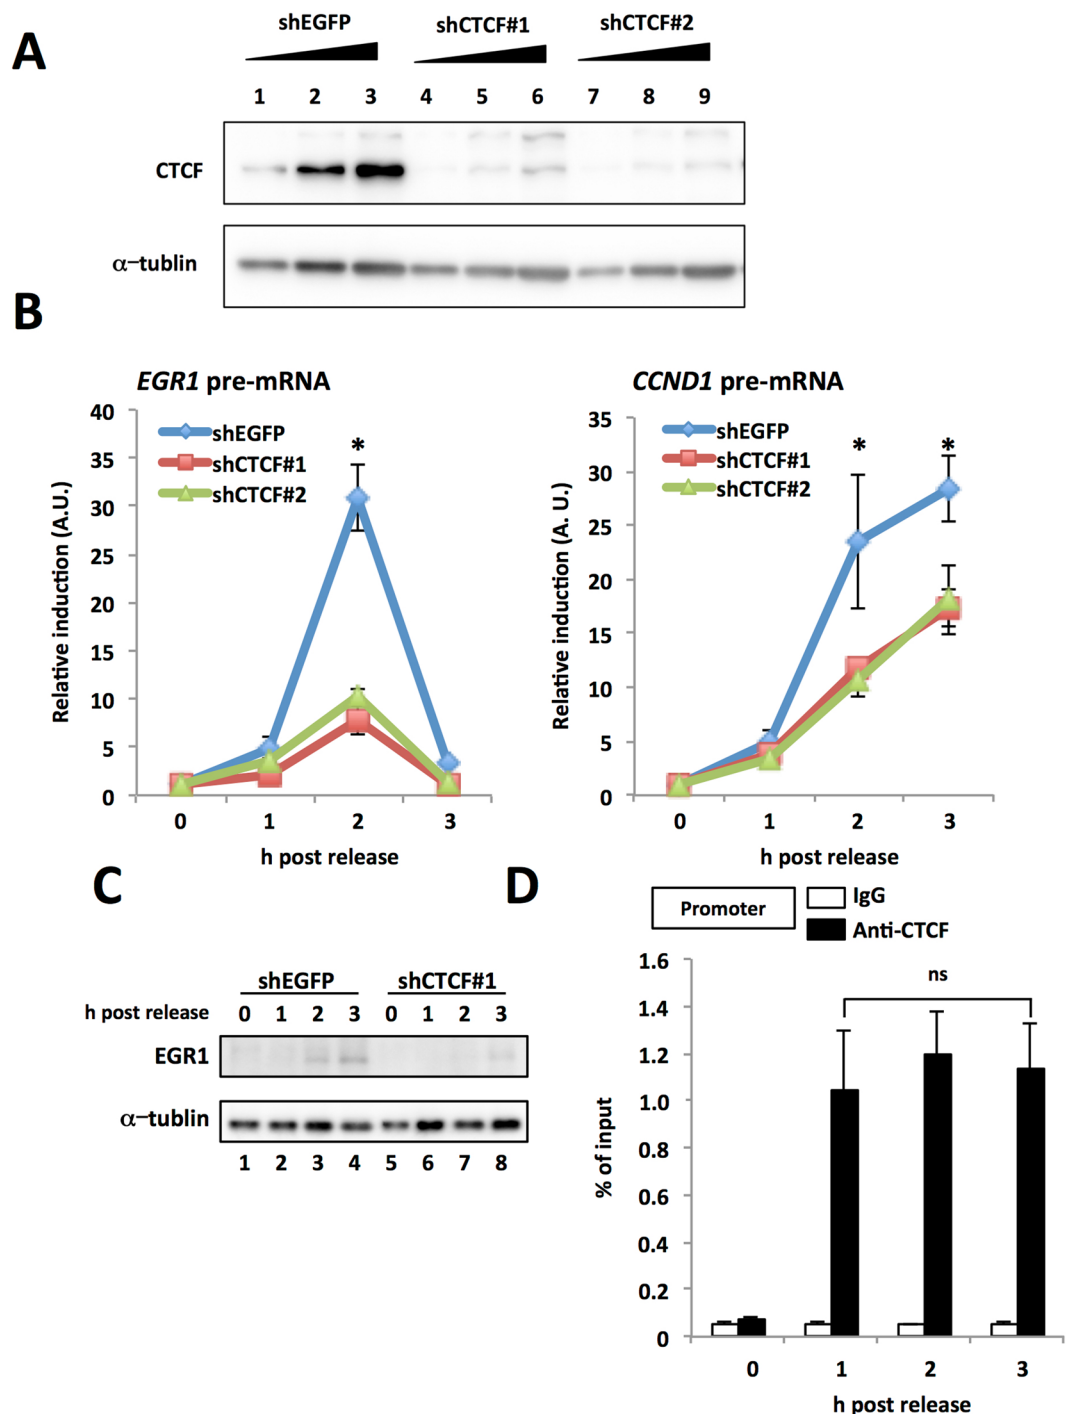 A
shEGFP shCTCF#1 shCTCF#2
1 2 3 4 5 6 7 8 9
CTCF
α−tublin
B
EGR1 pre-mRNA
Relative induction (A.U.)
40
35
30
25
20
15
10
5
0
shEGFP
shCTCF#1
shCTCF#2
*
0 1 2 3
h post release
CCND1 pre-mRNA
Relative induction (A. U.)
35
30
25
20
15
10
5
0
shEGFP
shCTCF#1
shCTCF#2
* *
0 1 2 3
h post release
C
shEGFP shCTCF#1
h post release 0 1 2 3 0 1 2 3
EGR1
α−tublin
1 2 3 4 5 6 7 8
D
Promoter
IgG
Anti-CTCF
% of input
1.6
1.4
1.2
1.0
0.8
0.6
0.4
0.2
0
ns
0 1 2 3
h post release